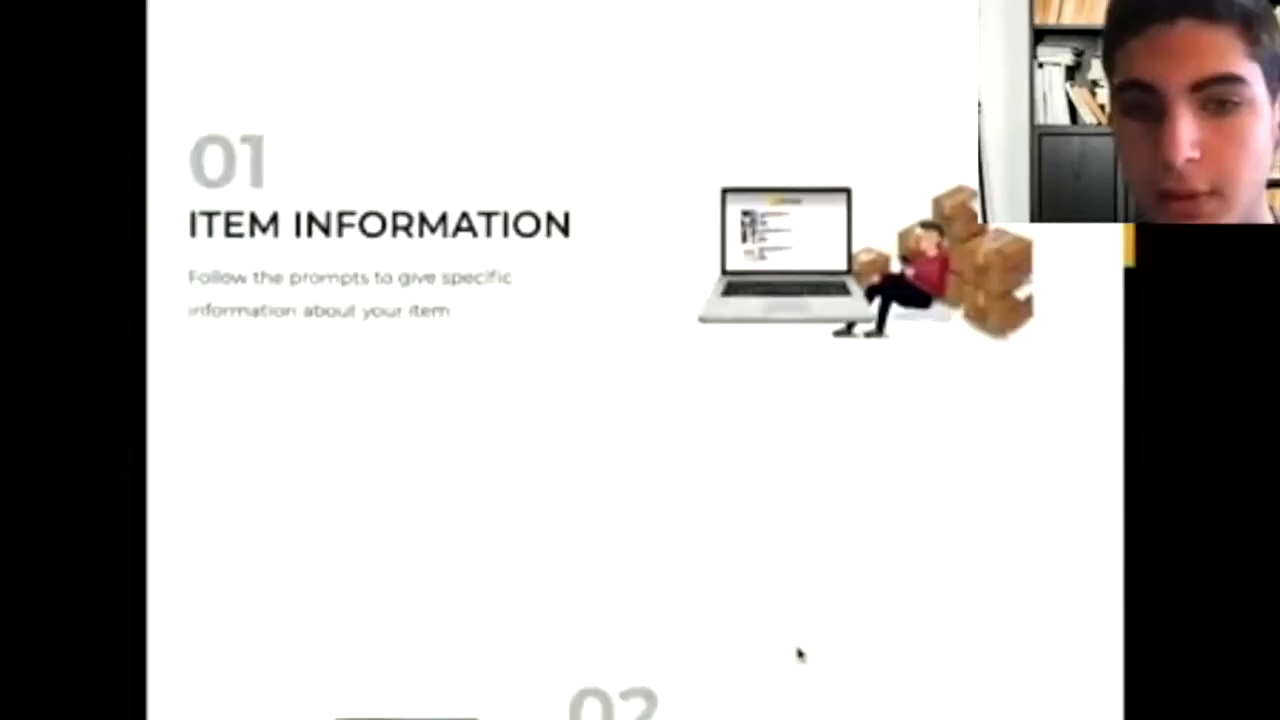 01
ITEM INFORMATION
Follow the prompts to give specific
information about your item
02